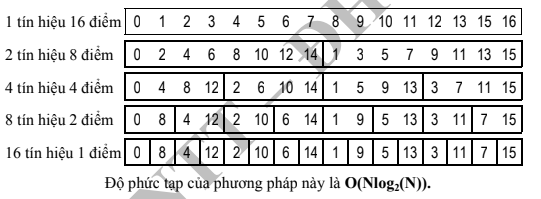 1 tín hiệu 16 điểm 0 1 2 3 4 5 6 7 8 9 10 11 12 13 15 16
2 tín hiệu 8 điểm 0 2 4 6 8 10 12 14 1 3 5 7 9 11 13 15
4 tín hiệu 4 điểm 0 4 8 12 2 6 10 14 1 5 9 13 3 7 11 15
8 tín hiệu 2 điểm 0 8 4 12 2 10 6 14 1 9 5 13 3 11 7 15
16 tín hiệu 1 điểm 0 8 4 12 2 10 6 14 1 9 5 13 3 11 7 15
Độ phức tạp của phương pháp này là O(Nlog₂(N)).
NTT – ĐH